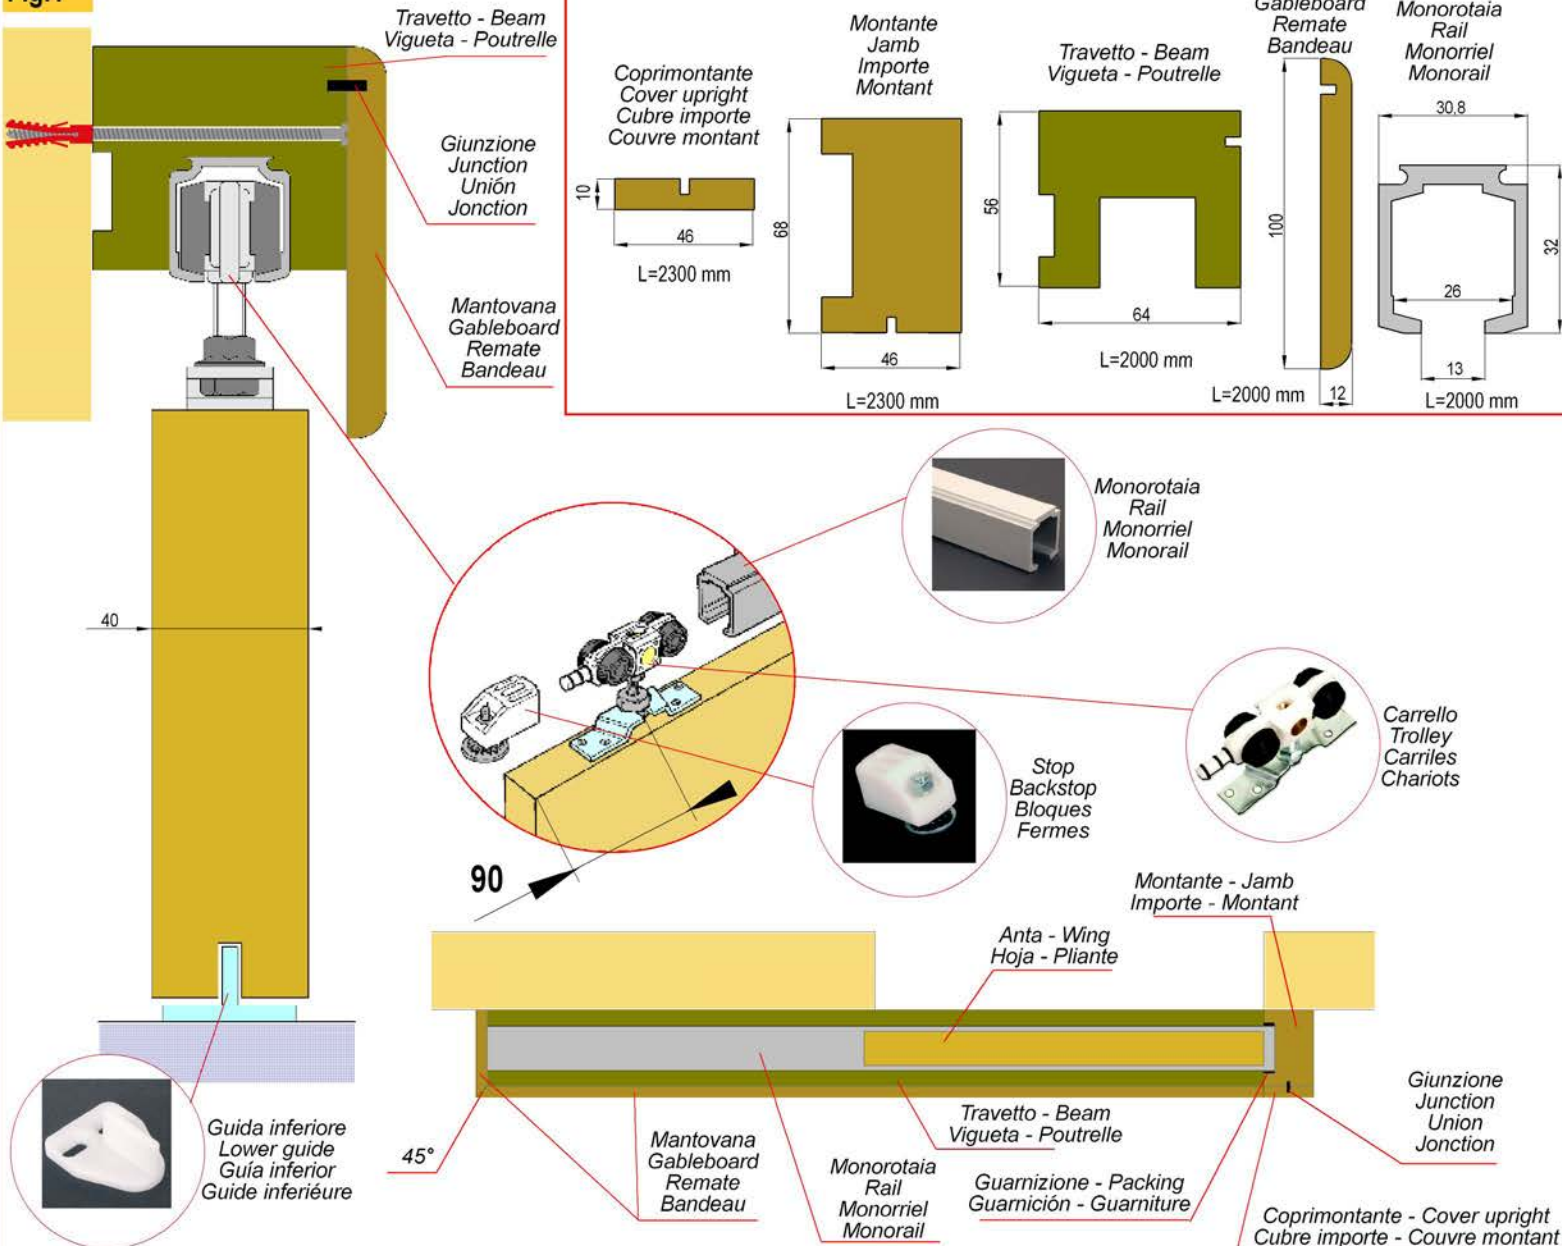 Travetto - Beam
Vigueta - Poutrelle
Giunzione
Junction
Unión
Jonction
Mantovana
Gableboard
Remate
Bandeau
Coprimontante
Cover upright
Cubre importe
Couvre montant
10
46
L=2300 mm
Montante
Jamb
Importe
Montant
68
46
L=2300 mm
Travetto - Beam
Vigueta - Poutrelle
56
64
L=2000 mm
Gableboard
Remate
Bandeau
100
L=2000 mm
12
Monorotaia
Rail
Monorriel
Monorail
30.8
32
26
13
L=2000 mm
40
Monorotaia
Rail
Monorriel
Monorail
Carrello
Trolley
Carriles
Chariots
Stop
Backstop
Bloques
Fermes
90
Guida inferiore
Lower guide
Guía inferior
Guide inferiéure
Montante - Jamb
Importe - Montant
Anta - Wing
Hoja - Pliante
45°
Mantovana
Gableboard
Remate
Bandeau
Monorotaia
Rail
Monorriel
Monorail
Travetto - Beam
Vigueta - Poutrelle
Guarnizione - Packing
Guarnición - Guarniture
Giunzione
Junction
Union
Jonction
Coprimontante - Cover upright
Cubre importe - Couvre montant